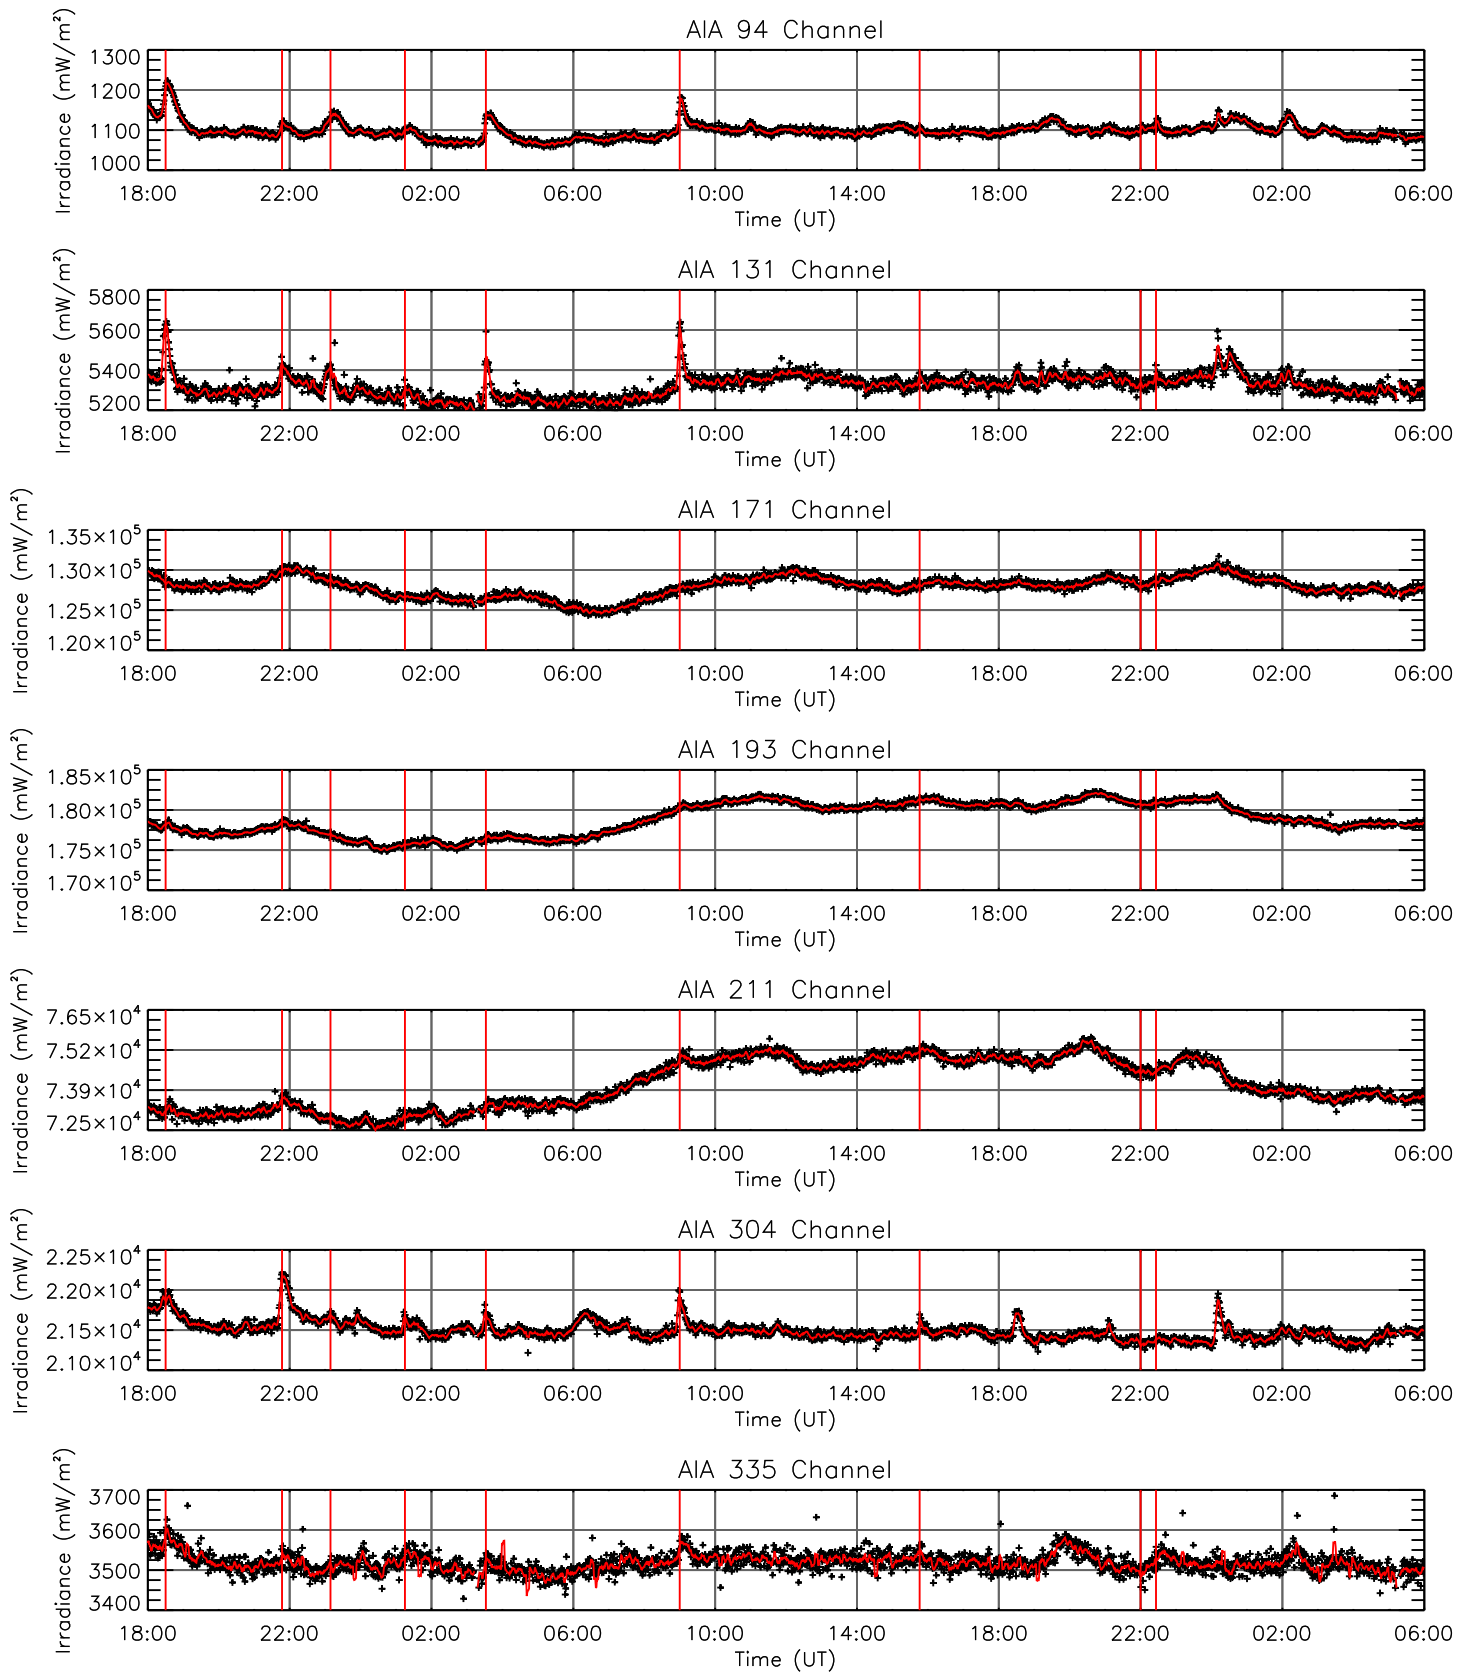 AIA 94 Channel
Irradiance (mW/m²)
1300
1200
1100
1000
18:00 22:00 02:00 06:00 10:00 14:00 18:00 22:00 02:00 06:00
Time (UT)
AIA 131 Channel
Irradiance (mW/m²)
5800
5600
5400
5200
18:00 22:00 02:00 06:00 10:00 14:00 18:00 22:00 02:00 06:00
Time (UT)
AIA 171 Channel
Irradiance (mW/m²)
1.35×10⁵
1.30×10⁵
1.25×10⁵
1.20×10⁵
18:00 22:00 02:00 06:00 10:00 14:00 18:00 22:00 02:00 06:00
Time (UT)
AIA 193 Channel
Irradiance (mW/m²)
1.85×10⁵
1.80×10⁵
1.75×10⁵
1.70×10⁵
18:00 22:00 02:00 06:00 10:00 14:00 18:00 22:00 02:00 06:00
Time (UT)
AIA 211 Channel
Irradiance (mW/m²)
7.65×10⁴
7.52×10⁴
7.39×10⁴
7.25×10⁴
18:00 22:00 02:00 06:00 10:00 14:00 18:00 22:00 02:00 06:00
Time (UT)
AIA 304 Channel
Irradiance (mW/m²)
2.25×10⁴
2.20×10⁴
2.15×10⁴
2.10×10⁴
18:00 22:00 02:00 06:00 10:00 14:00 18:00 22:00 02:00 06:00
Time (UT)
AIA 335 Channel
Irradiance (mW/m²)
3700
3600
3500
3400
18:00 22:00 02:00 06:00 10:00 14:00 18:00 22:00 02:00 06:00
Time (UT)